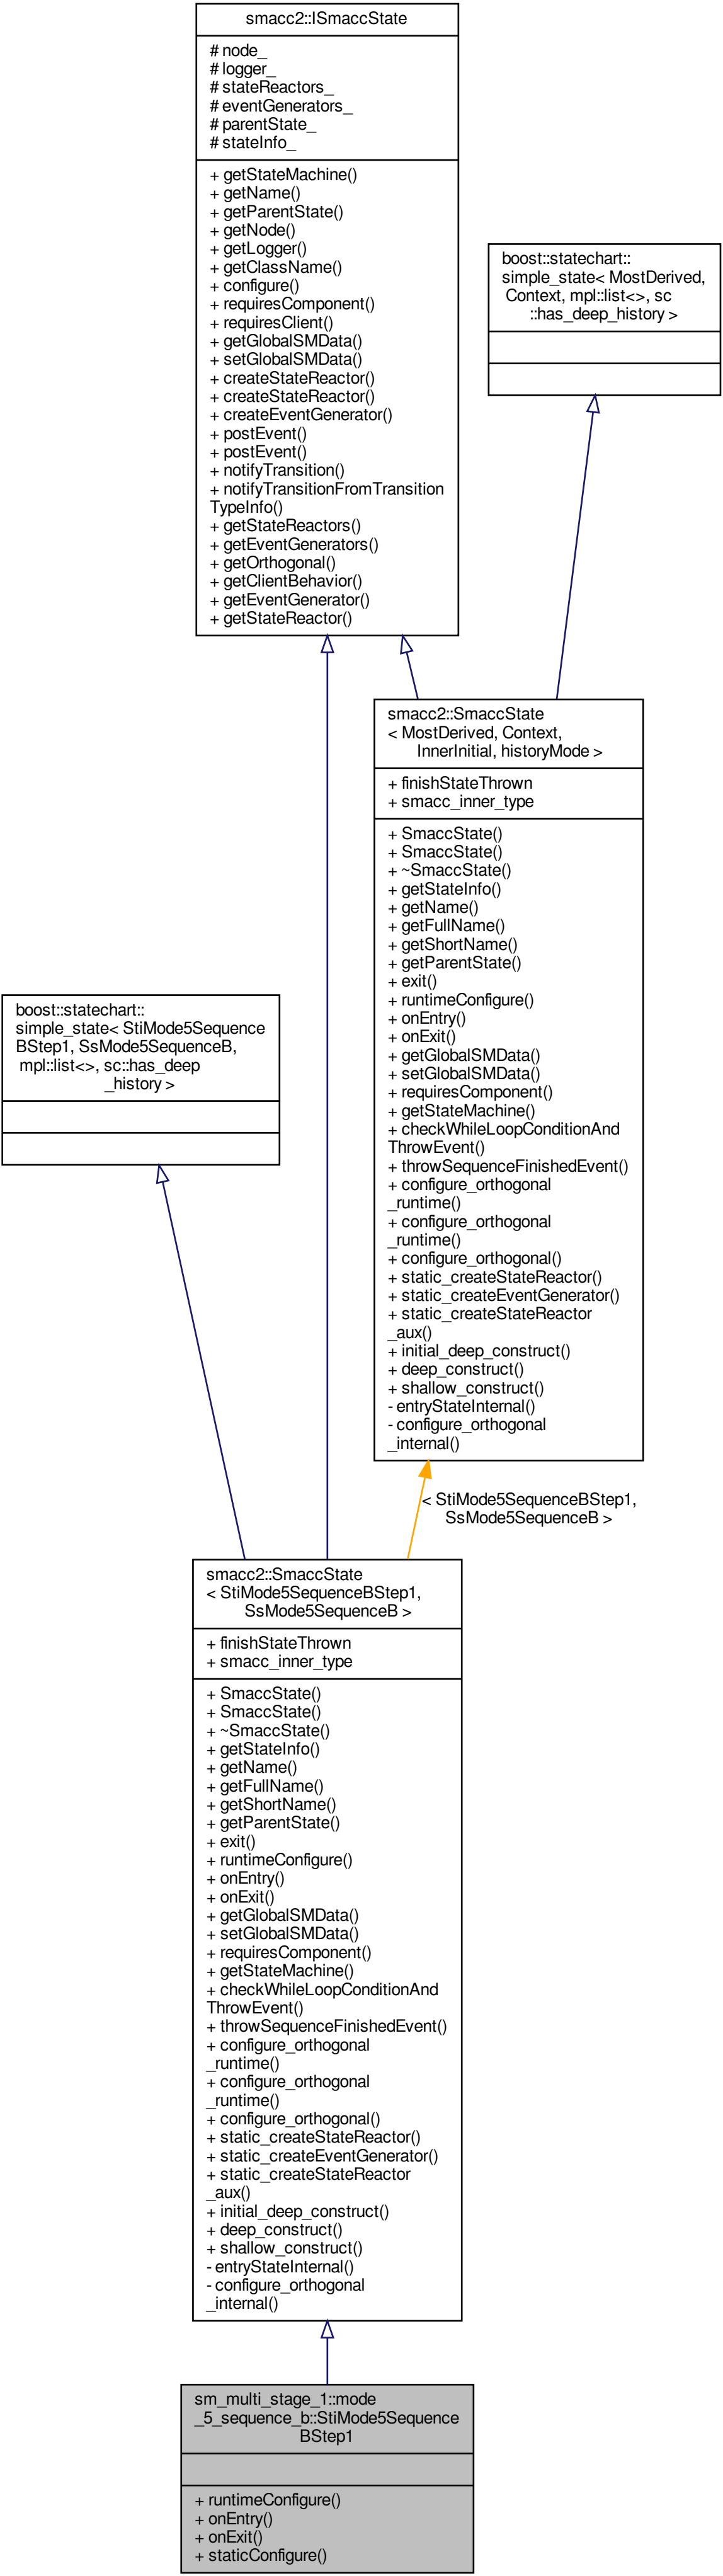 smacc2::ISmaccState
# node_
# logger_
# stateReactors_
# eventGenerators_
# parentState_
# stateInfo_
+ getStateMachine()
+ getName()
+ getParentState()
+ getNode()
+ getLogger()
+ getClassName()
+ configure()
+ requiresComponent()
+ requiresClient()
+ getGlobalSMData()
+ setGlobalSMData()
+ createStateReactor()
+ createStateReactor()
+ createEventGenerator()
+ postEvent()
+ postEvent()
+ notifyTransition()
+ notifyTransitionFromTransition
TypeInfo()
+ getStateReactors()
+ getEventGenerators()
+ getOrthogonal()
+ getClientBehavior()
+ getEventGenerator()
+ getStateReactor()
boost::statechart::
simple_state< MostDerived,
Context, mpl::list<>, sc
::has_deep_history >
smacc2::SmaccState
< MostDerived, Context,
InnerInitial, historyMode >
+ finishStateThrown
+ smacc_inner_type
+ SmaccState()
+ SmaccState()
+ ~SmaccState()
+ getStateInfo()
+ getName()
+ getFullName()
+ getShortName()
+ getParentState()
+ exit()
+ runtimeConfigure()
+ onEntry()
+ onExit()
+ getGlobalSMData()
+ setGlobalSMData()
+ requiresComponent()
+ getStateMachine()
+ checkWhileLoopConditionAnd
ThrowEvent()
+ throwSequenceFinishedEvent()
+ configure_orthogonal
_runtime()
+ configure_orthogonal
_runtime()
+ configure_orthogonal()
+ static_createStateReactor()
+ static_createEventGenerator()
+ static_createStateReactor
_aux()
+ initial_deep_construct()
+ deep_construct()
+ shallow_construct()
- entryStateInternal()
- configure_orthogonal
_internal()
boost::statechart::
simple_state< StiMode5Sequence
BStep1, SsMode5SequenceB,
mpl::list<>, sc::has_deep
_history >
< StiMode5SequenceBStep1,
SsMode5SequenceB >
smacc2::SmaccState
< StiMode5SequenceBStep1,
SsMode5SequenceB >
+ finishStateThrown
+ smacc_inner_type
+ SmaccState()
+ SmaccState()
+ ~SmaccState()
+ getStateInfo()
+ getName()
+ getFullName()
+ getShortName()
+ getParentState()
+ exit()
+ runtimeConfigure()
+ onEntry()
+ onExit()
+ getGlobalSMData()
+ setGlobalSMData()
+ requiresComponent()
+ getStateMachine()
+ checkWhileLoopConditionAnd
ThrowEvent()
+ throwSequenceFinishedEvent()
+ configure_orthogonal
_runtime()
+ configure_orthogonal
_runtime()
+ configure_orthogonal()
+ static_createStateReactor()
+ static_createEventGenerator()
+ static_createStateReactor
_aux()
+ initial_deep_construct()
+ deep_construct()
+ shallow_construct()
- entryStateInternal()
- configure_orthogonal
_internal()
sm_multi_stage_1::mode
_5_sequence_b::StiMode5Sequence
BStep1
+ runtimeConfigure()
+ onEntry()
+ onExit()
+ staticConfigure()